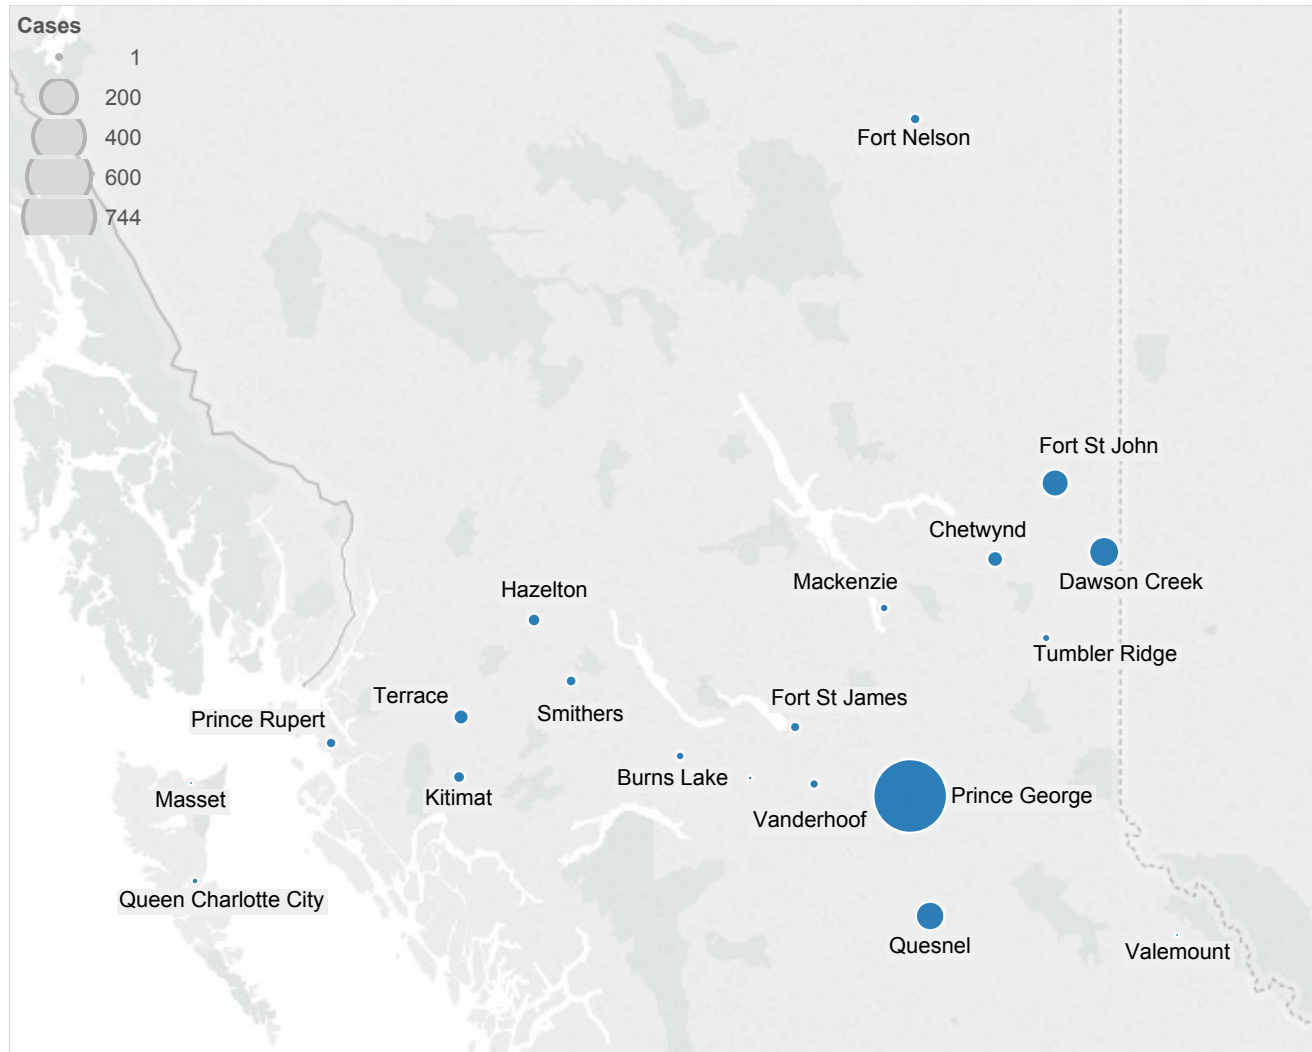 Cases
1
200
400
600
744
Fort Nelson
Fort St John
Chetwynd
Dawson Creek
Mackenzie
Hazelton
Tumbler Ridge
Terrace
Fort St James
Smithers
Prince Rupert
Burns Lake
Kitimat
Masset
Prince George
Vanderhoof
Queen Charlotte City
Quesnel
Valemount